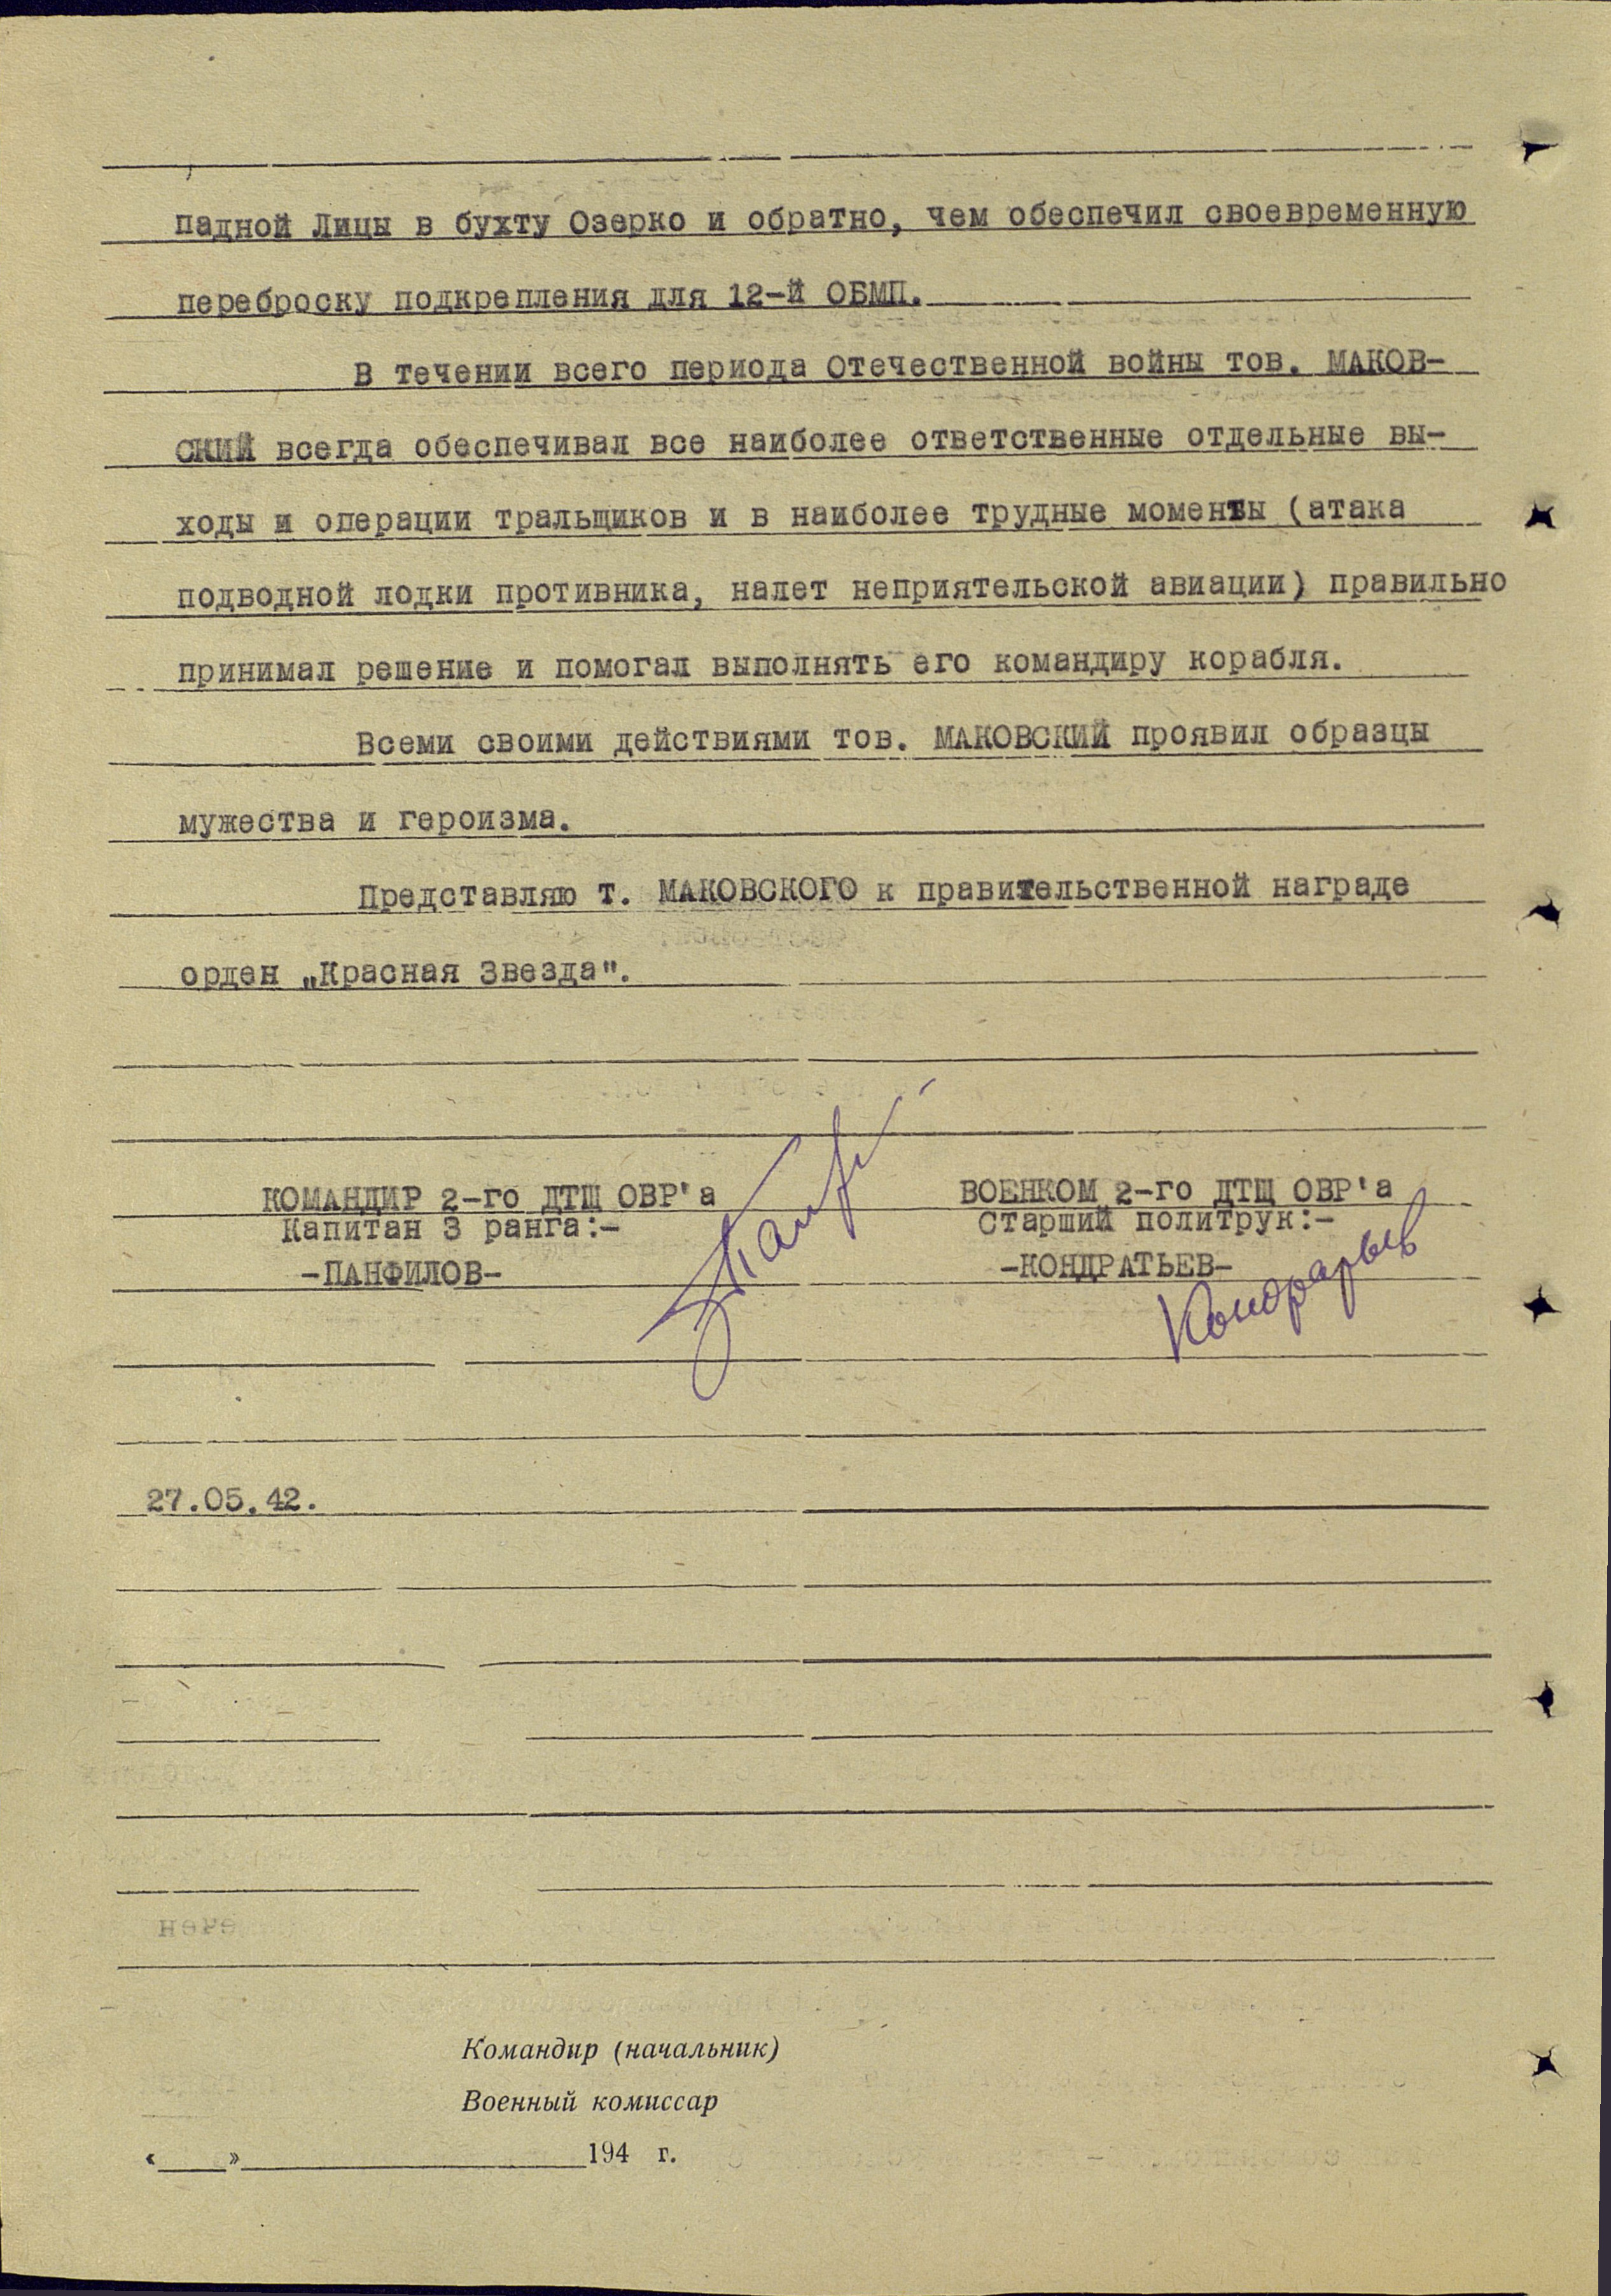 падной Лицы в бухту Озерко и обратно, чем обеспечил своевременную
переброску подкрепления для 12-й ОБМП.
В течении всего периода Отечественной войны тов. МАКОВ-
СКИЙ всегда обеспечивал все наиболее ответственные отдельные вы-
ходы и операции тральщиков и в наиболее трудные моменты (атака
подводной лодки противника, налет неприятельской авиации) правильно
принимал решение и помогал выполнять его командиру корабля.
Всеми своими действиями тов. МАКОВСКИЙ проявил образцы
мужества и героизма.
Представляю т. МАКОВСКОГО к правительственной награде
орден „Красная Звезда".
КОМАНДИР 2-го ДТЩ ОВР'а
Капитан 3 ранга:-
-ПАНФИЛОВ-
ВОЕНКОМ 2-го ДТЩ ОВР'а
Старший политрук:-
-КОНДРАТЬЕВ-
Кондратьев
27.05.42.
Командир (начальник)
Военный комиссар
«____»____________________194 г.